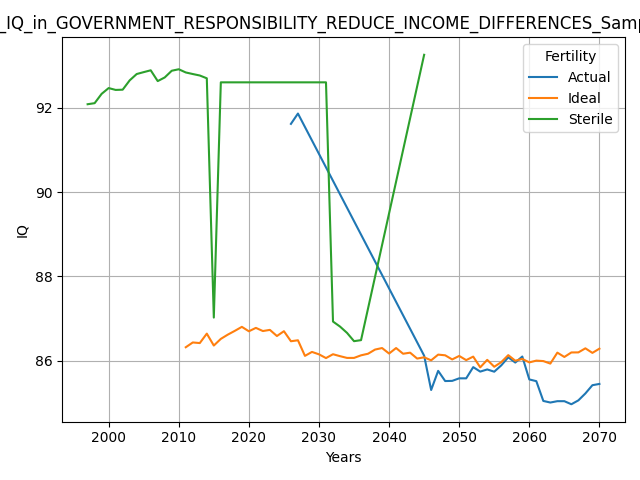 _IQ_in_GOVERNMENT_RESPONSIBILITY_REDUCE_INCOME_DIFFERENCES_Samp
Fertility
Actual
Ideal
Sterile
92
90
88
86
IQ
2000 2010 2020 2030 2040 2050 2060 2070
Years